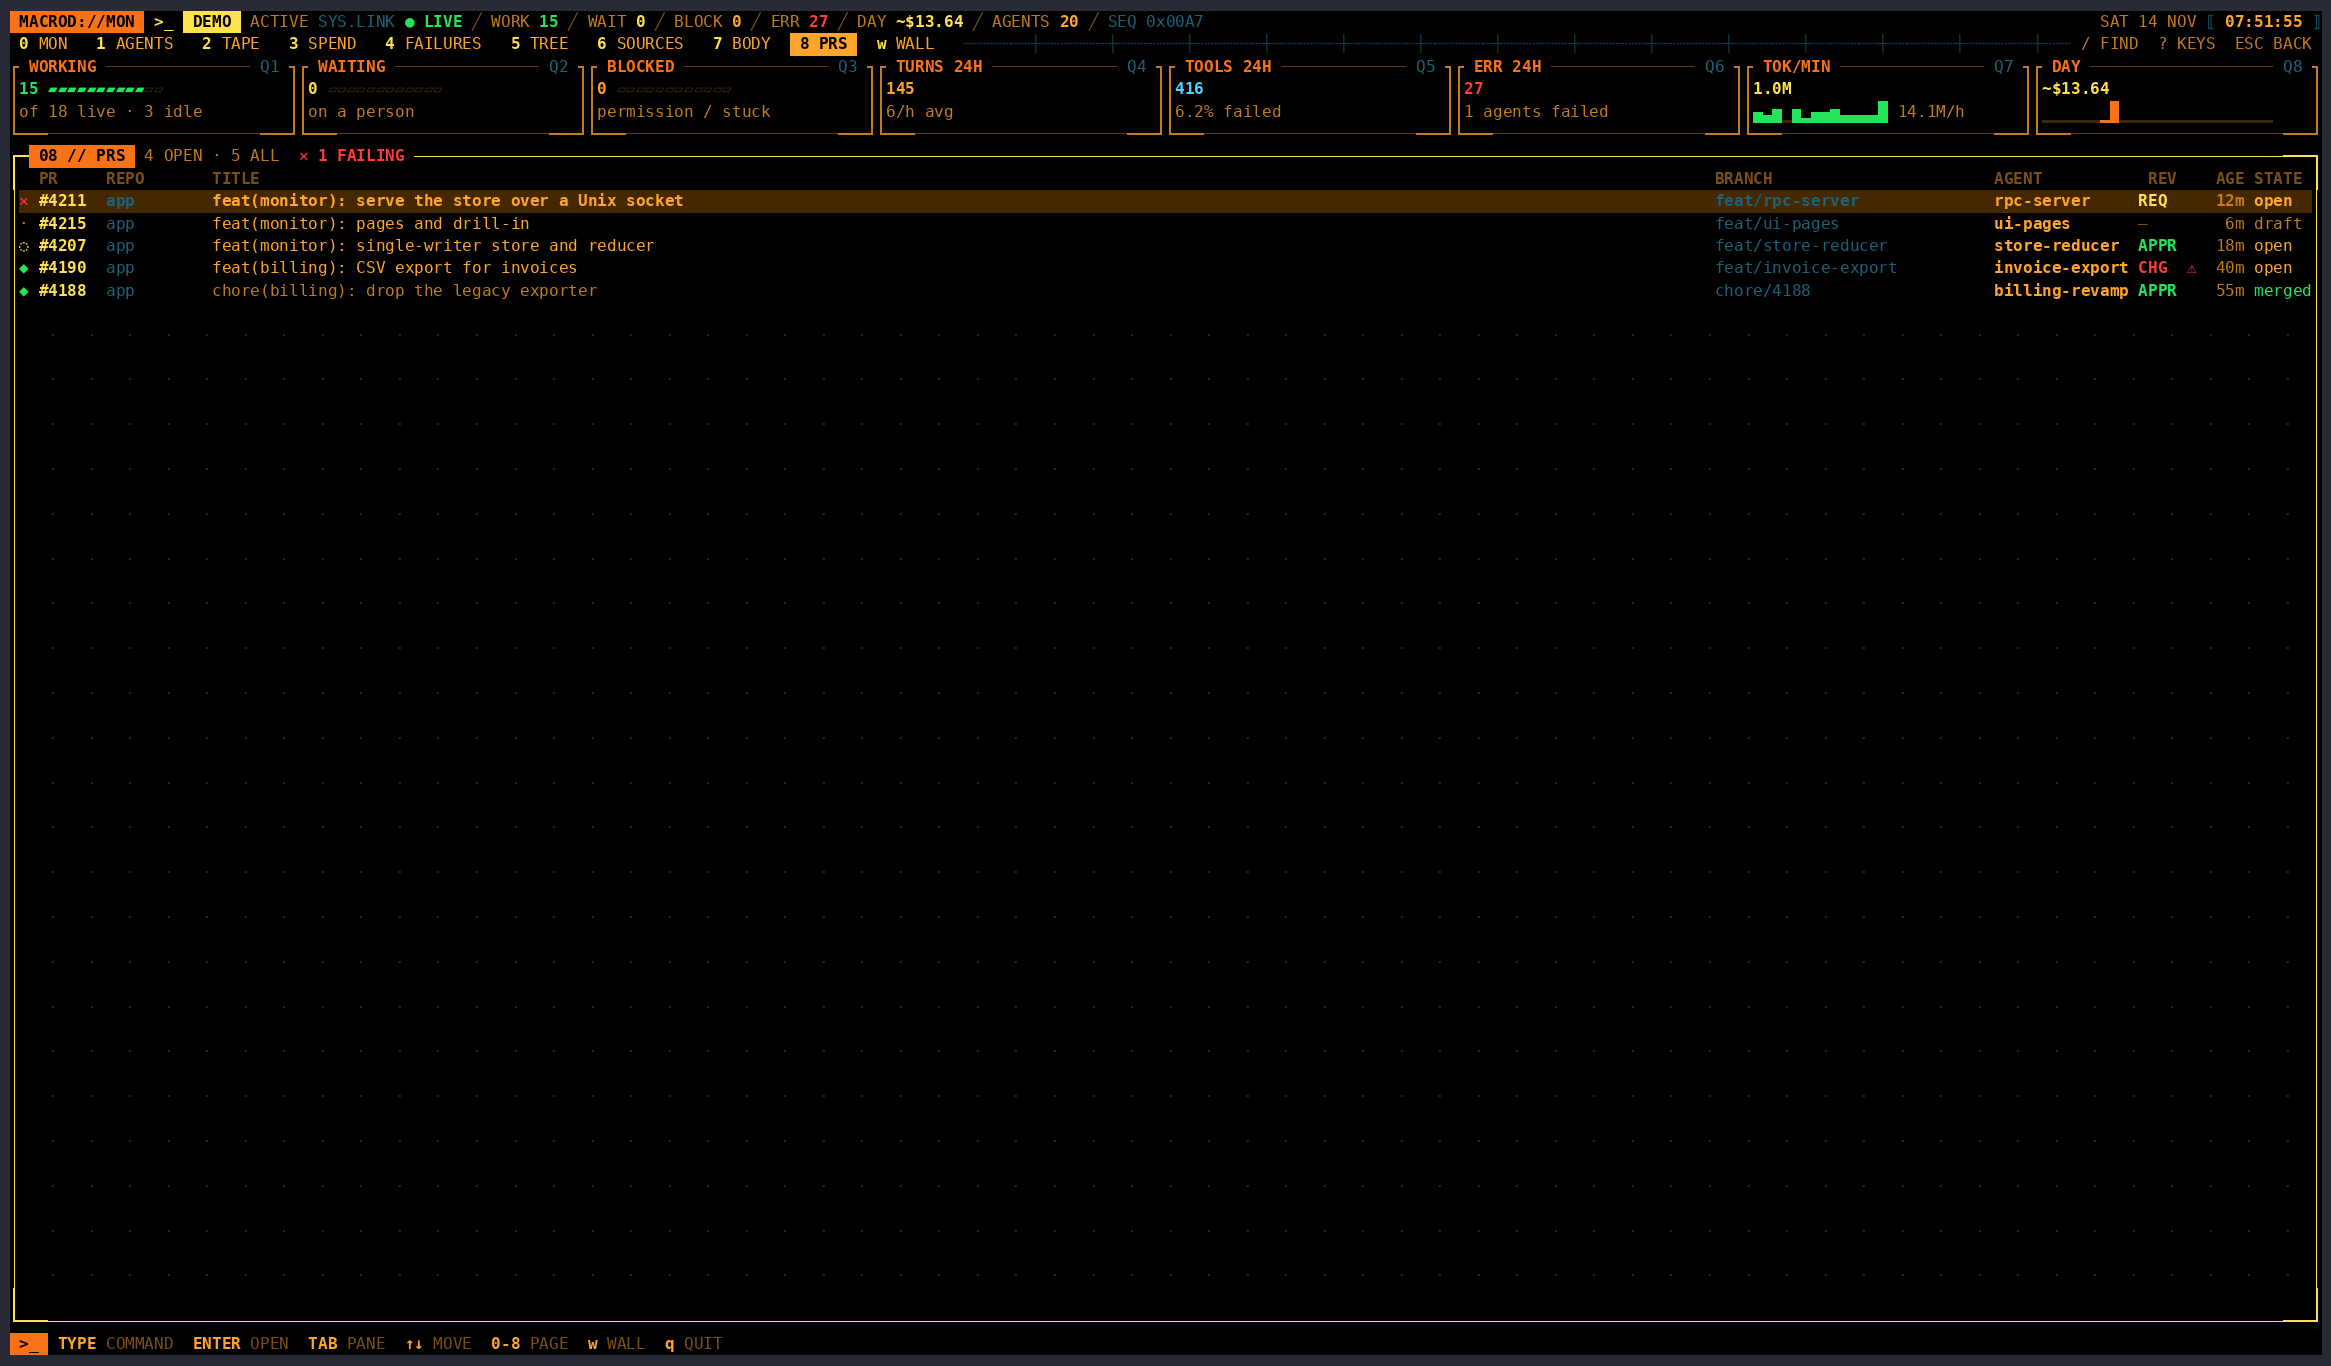 MACROD://MON >_ DEMO ACTIVE SYS.LINK ● LIVE / WORK 15 / WAIT 0 / BLOCK 0 / ERR 27 / DAY ~$13.64 / AGENTS 20 / SEQ 0x00A7 SAT 14 NOV ⟦ 07:51:55 ⟧
0 MON 1 AGENTS 2 TAPE 3 SPEND 4 FAILURES 5 TREE 6 SOURCES 7 BODY 8 PRS w WALL / FIND ? KEYS ESC BACK
WORKING Q1 WAITING Q2 BLOCKED Q3 TURNS 24H Q4 TOOLS 24H Q5 ERR 24H Q6 TOK/MIN Q7 DAY Q8
15 0 0 145 416 27 1.0M ~$13.64
of 18 live · 3 idle on a person permission / stuck 6/h avg 6.2% failed 1 agents failed 14.1M/h
08 // PRS 4 OPEN · 5 ALL × 1 FAILING
PR REPO TITLE BRANCH AGENT REV AGE STATE
× #4211 app feat(monitor): serve the store over a Unix socket feat/rpc-server rpc-server REQ 12m open
· #4215 app feat(monitor): pages and drill-in feat/ui-pages ui-pages — 6m draft
◌ #4207 app feat(monitor): single-writer store and reducer feat/store-reducer store-reducer APPR 18m open
◆ #4190 app feat(billing): CSV export for invoices feat/invoice-export invoice-export CHG ⚠ 40m open
◆ #4188 app chore(billing): drop the legacy exporter chore/4188 billing-revamp APPR 55m merged
>_ TYPE COMMAND ENTER OPEN TAB PANE ↑↓ MOVE 0-8 PAGE w WALL q QUIT